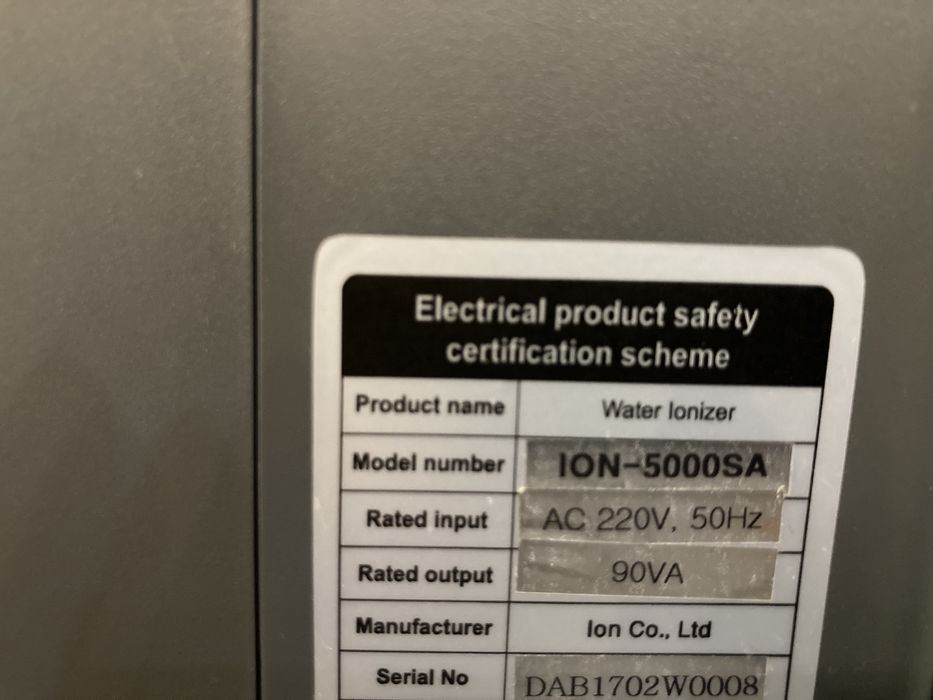 Electrical product safety
certification scheme
Product name Water Ionizer
Model number ION-5000SA
Rated input AC 220V, 50Hz
Rated output 90VA
Manufacturer Ion Co., Ltd
Serial No DAB1702W0008